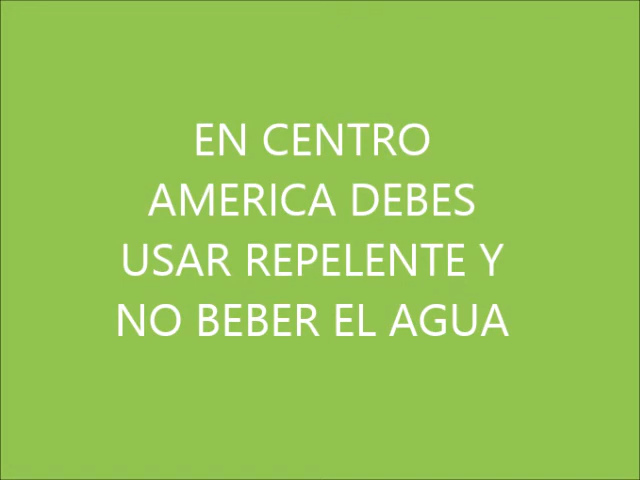 EN CENTRO
AMERICA DEBES
USAR REPELENTE Y
NO BEBER EL AGUA